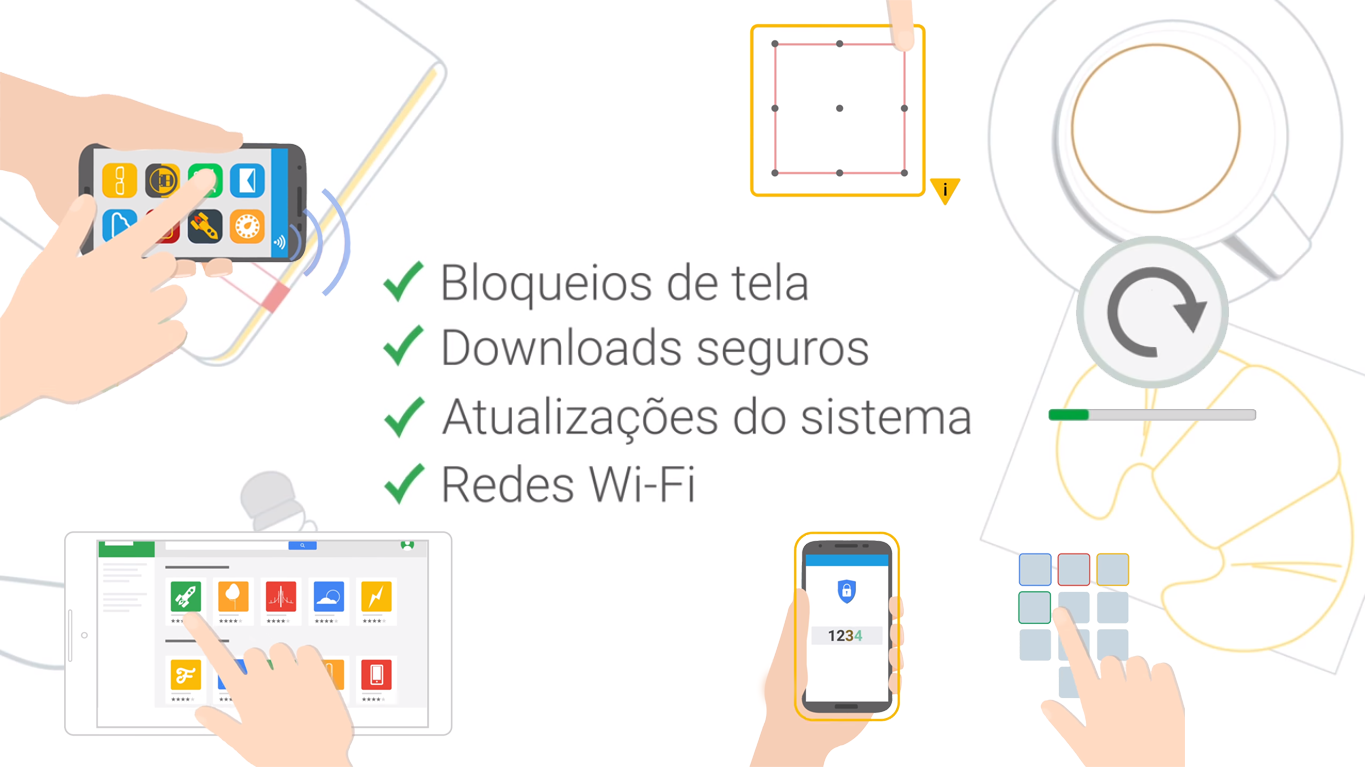 i
Bloqueios de tela
Downloads seguros
Atualizações do sistema
Redes Wi-Fi
1234